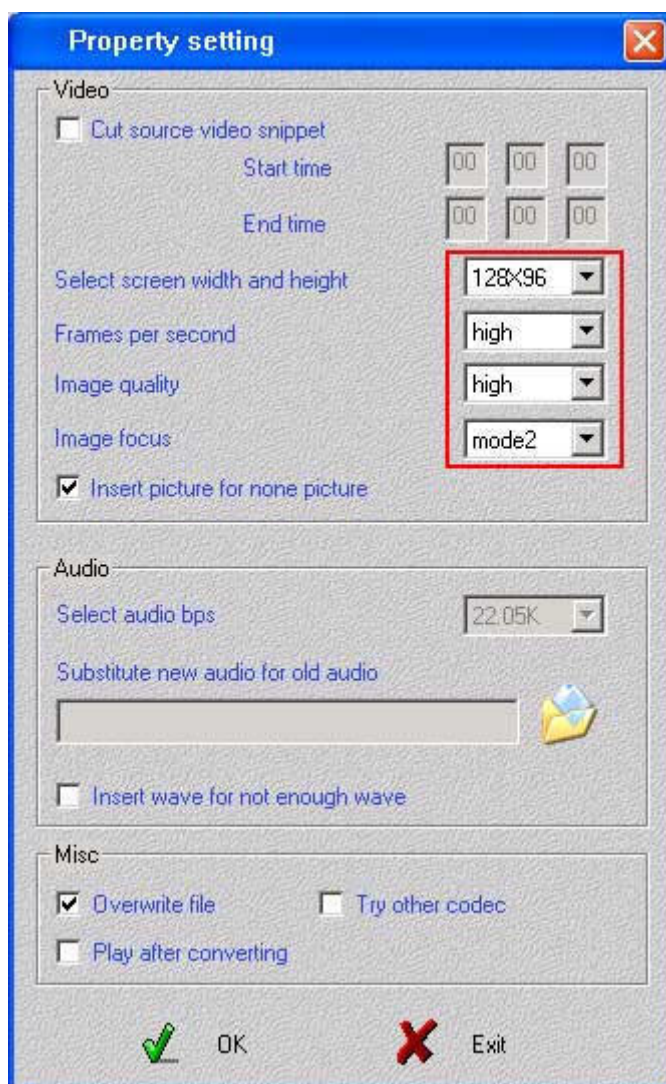 Property setting
Video
Cut source video snippet
Start time 00 00 00
End time 00 00 00
Select screen width and height 128X96
Frames per second high
Image quality high
Image focus mode2
Insert picture for none picture
Audio
Select audio bps 22.05K
Substitute new audio for old audio
Insert wave for not enough wave
Misc
Overwrite file Try other codec
Play after converting
OK Exit